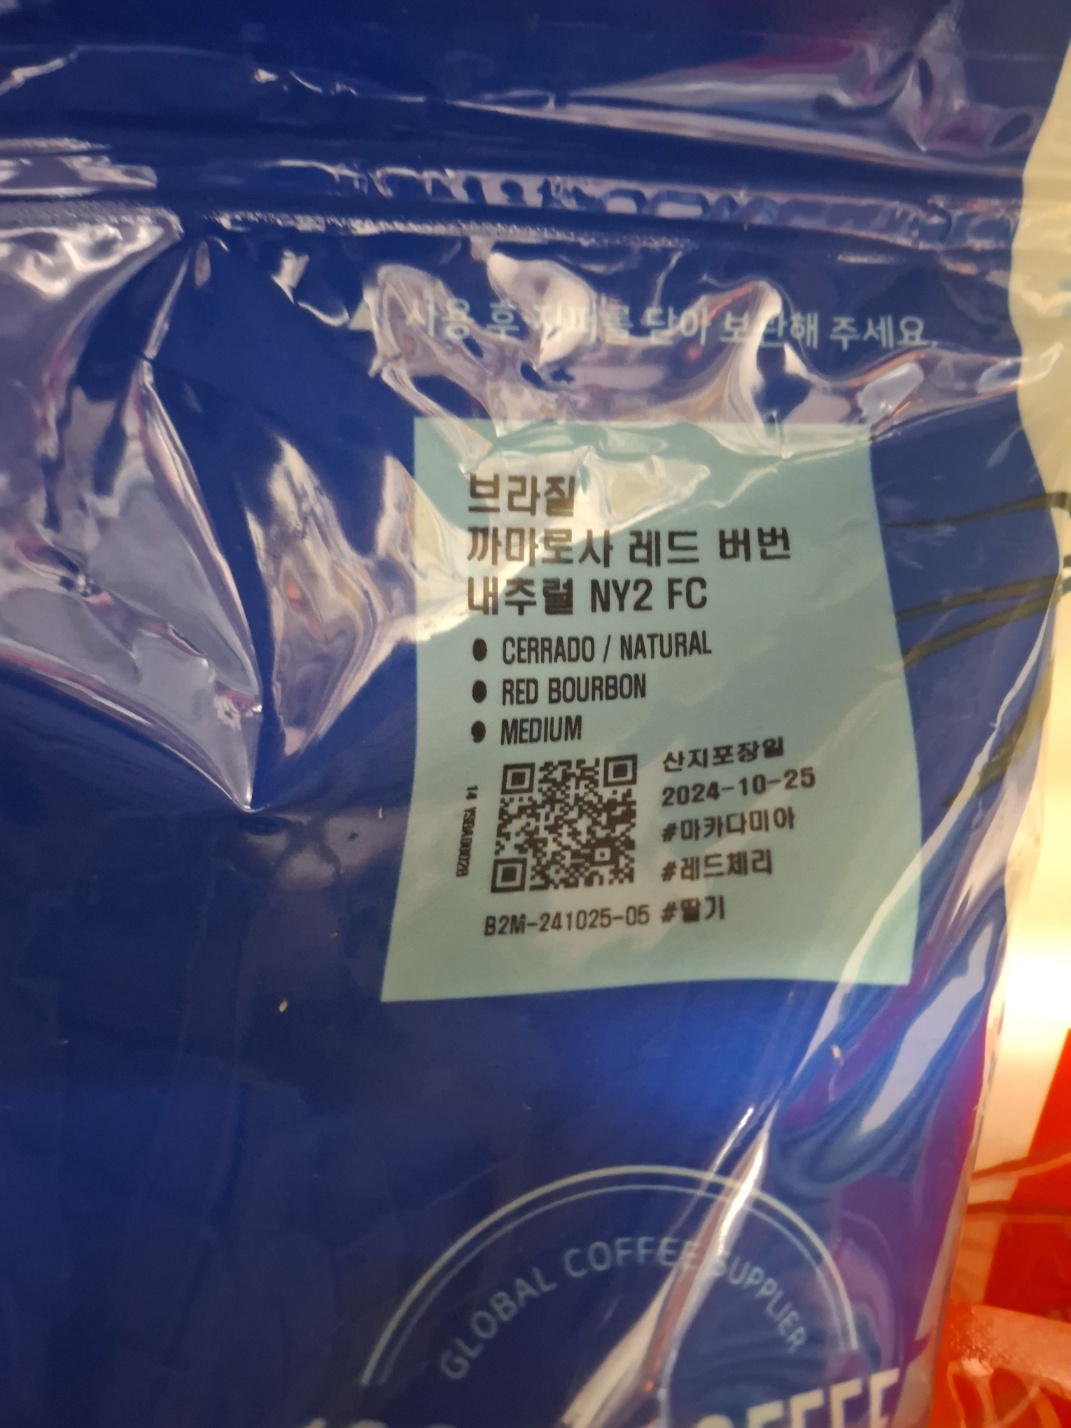 ▲ 사용 후 지퍼를 닫아 보관해 주세요.
브라질
까마로사 레드 버번
내추럴 NY2 FC
● CERRADO / NATURAL
● RED BOURBON
● MEDIUM
산지포장일
2024-10-25
#마카다미아
#레드체리
#딸기
B2M-241025-05
GLOBAL COFFEE SUPPLIER